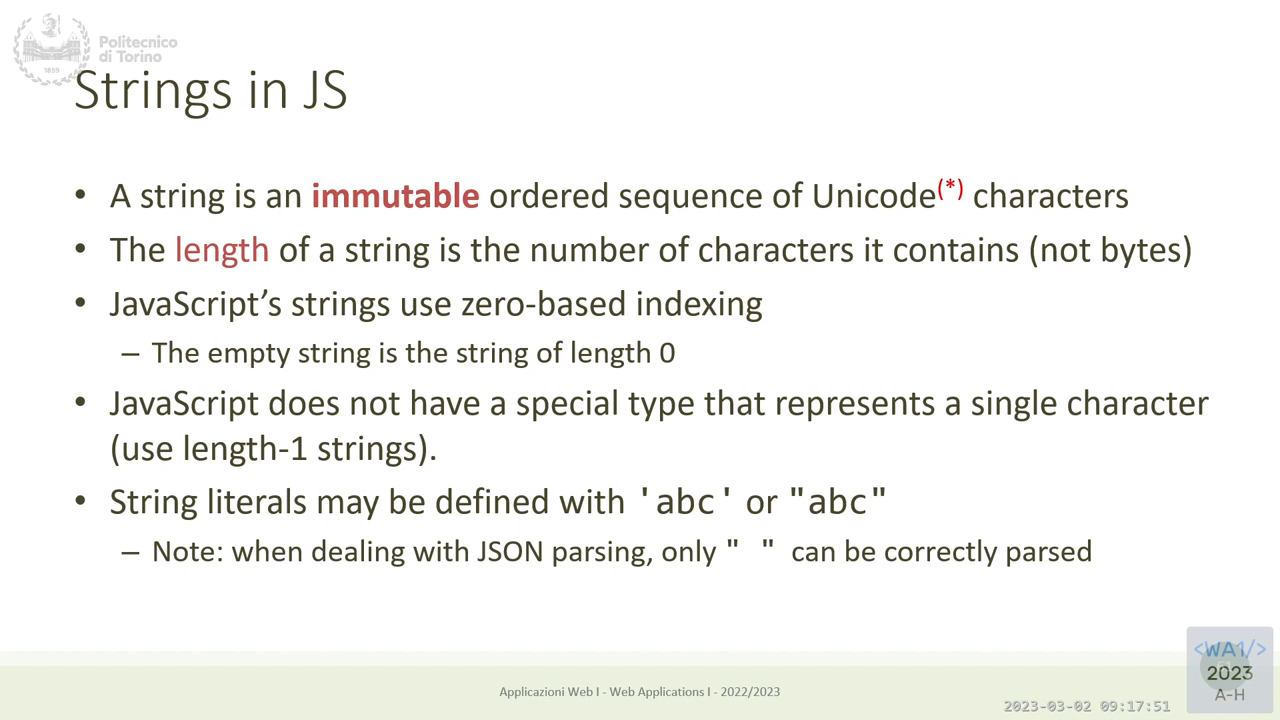 Politecnico
di Torino
1859
Strings in JS
• A string is an immutable ordered sequence of Unicode(*) characters
• The length of a string is the number of characters it contains (not bytes)
• JavaScript’s strings use zero-based indexing
– The empty string is the string of length 0
• JavaScript does not have a special type that represents a single character
(use length-1 strings).
• String literals may be defined with 'abc' or "abc"
– Note: when dealing with JSON parsing, only " " can be correctly parsed
Applicazioni Web I - Web Applications I - 2022/2023
<WA1/>
2023
A-H
2023-03-02 09:17:51